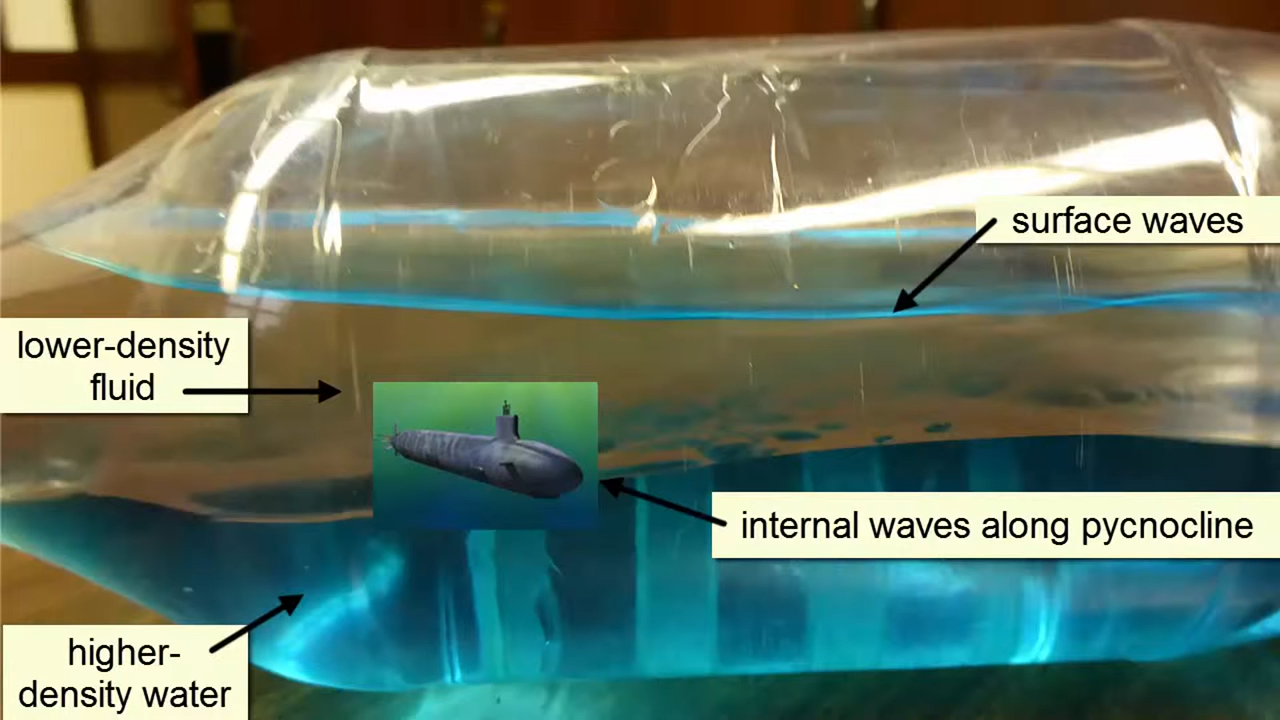 surface waves
lower-density
fluid
internal waves along pycnocline
higher-
density water